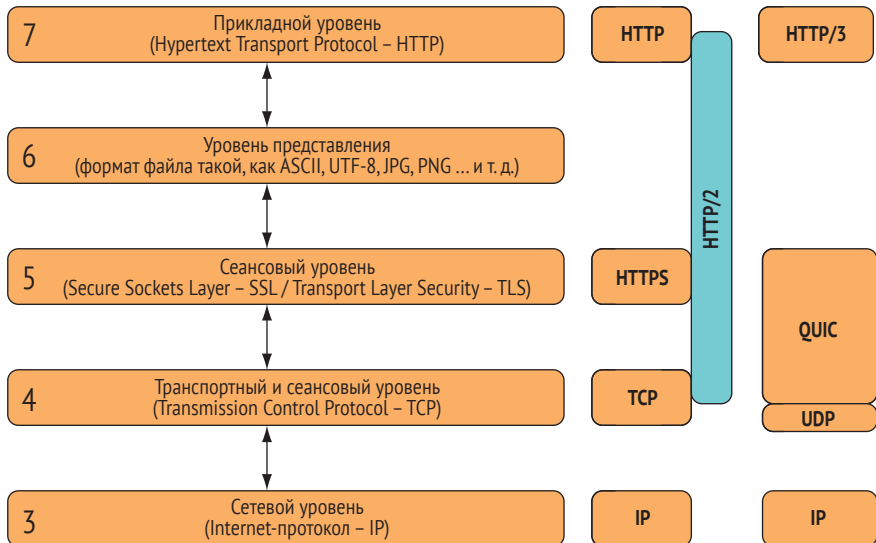 7
Прикладной уровень
(Hypertext Transport Protocol – HTTP)
HTTP
HTTP/3
6
Уровень представления
(формат файла такой, как ASCII, UTF-8, JPG, PNG ... и т. д.)
HTTP/2
5
Сеансовый уровень
(Secure Sockets Layer – SSL / Transport Layer Security – TLS)
HTTPS
QUIC
4
Транспортный и сеансовый уровень
(Transmission Control Protocol – TCP)
TCP
UDP
3
Сетевой уровень
(Internet-протокол – IP)
IP
IP